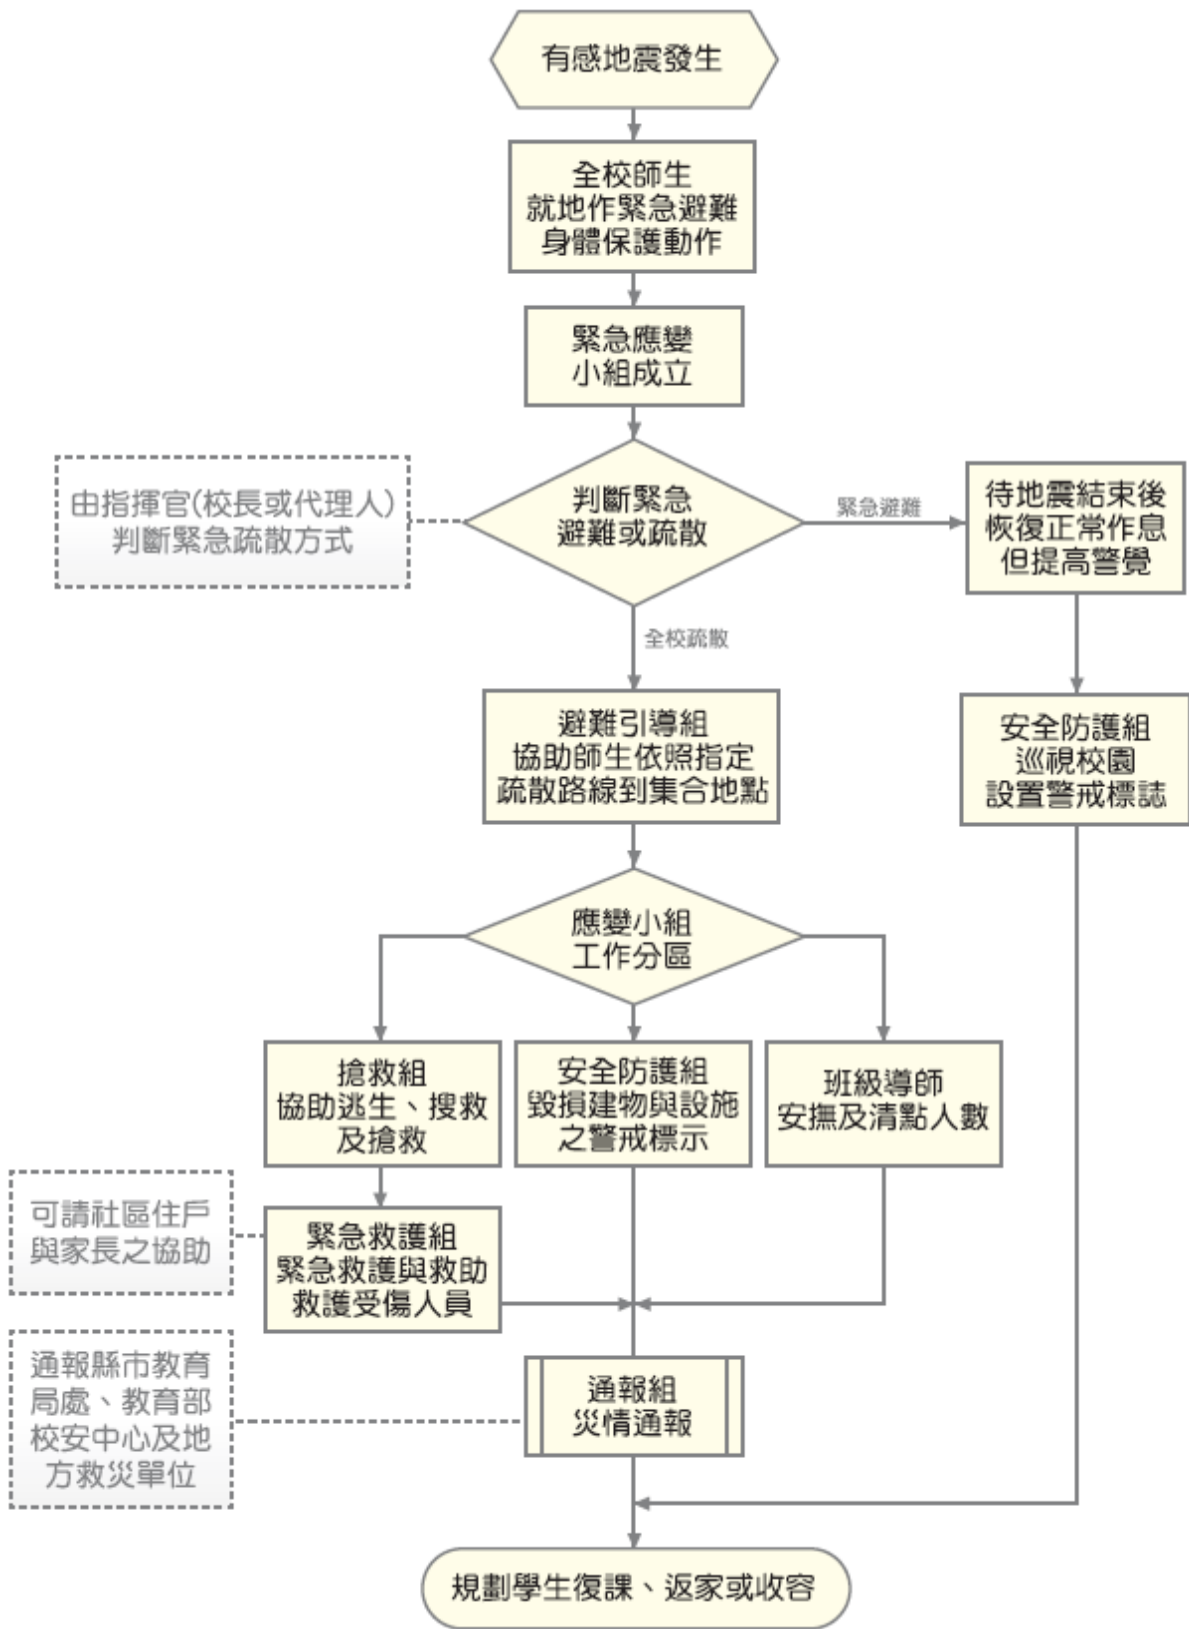 有感地震發生
全校師生
就地作緊急避難
身體保護動作
緊急應變
小組成立
由指揮官(校長或代理人)
判斷緊急疏散方式
判斷緊急
避難或疏散
緊急避難
待地震結束後
恢復正常作息
但提高警覺
全校疏散
避難引導組
協助師生依照指定
疏散路線到集合地點
安全防護組
巡視校園
設置警戒標誌
應變小組
工作分區
搶救組
協助逃生、搜救
及搶救
安全防護組
毀損建物與設施
之警戒標示
班級導師
安撫及清點人數
可請社區住戶
與家長之協助
緊急救護組
緊急救護與救助
救護受傷人員
通報縣市教育
局處、教育部
校安中心及地
方救災單位
通報組
災情通報
規劃學生復課、返家或收容